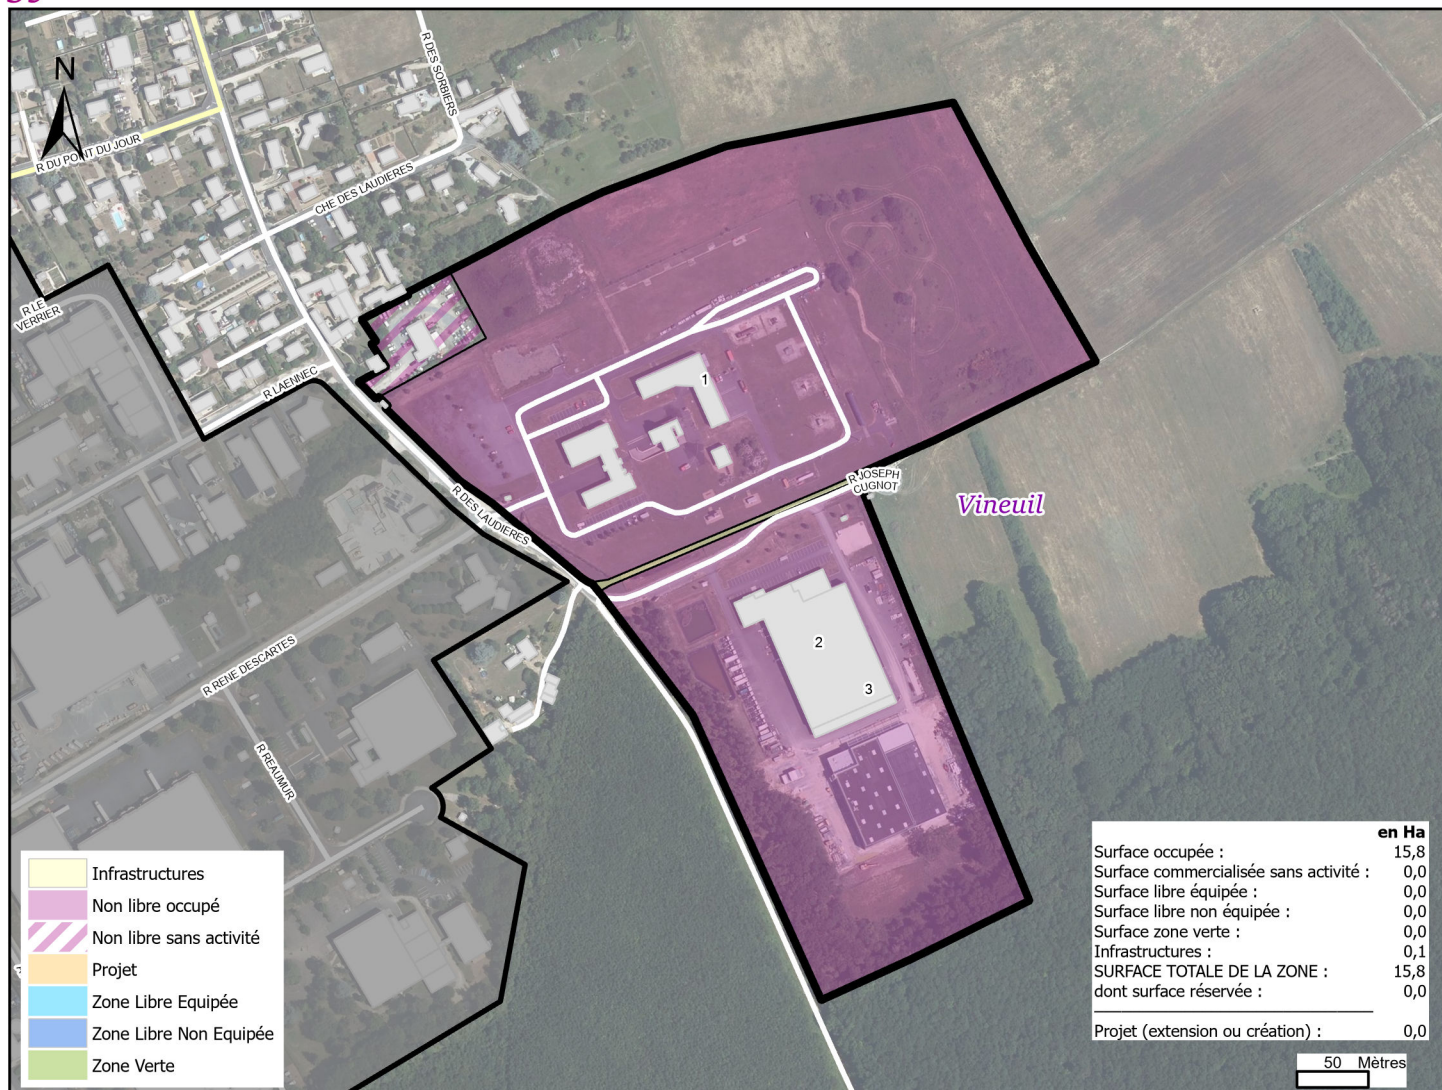 N
R DES SORBIERS
R DU POINT DU JOUR
CHE DES LAUDIERES
R LE
VERRIER
R LAENNEC
1
R JOSEPH
CUGNOT
R DES LAUDIERES
Vineuil
2
R RENE DESCARTES
3
R REAUMUR
Infrastructures
Non libre occupé
Non libre sans activité
Projet
Zone Libre Equipée
Zone Libre Non Equipée
Zone Verte
en Ha
Surface occupée : 15,8
Surface commercialisée sans activité : 0,0
Surface libre équipée : 0,0
Surface libre non équipée : 0,0
Surface zone verte : 0,0
Infrastructures : 0,1
SURFACE TOTALE DE LA ZONE : 15,8
dont surface réservée : 0,0
Projet (extension ou création) : 0,0
50 Mètres